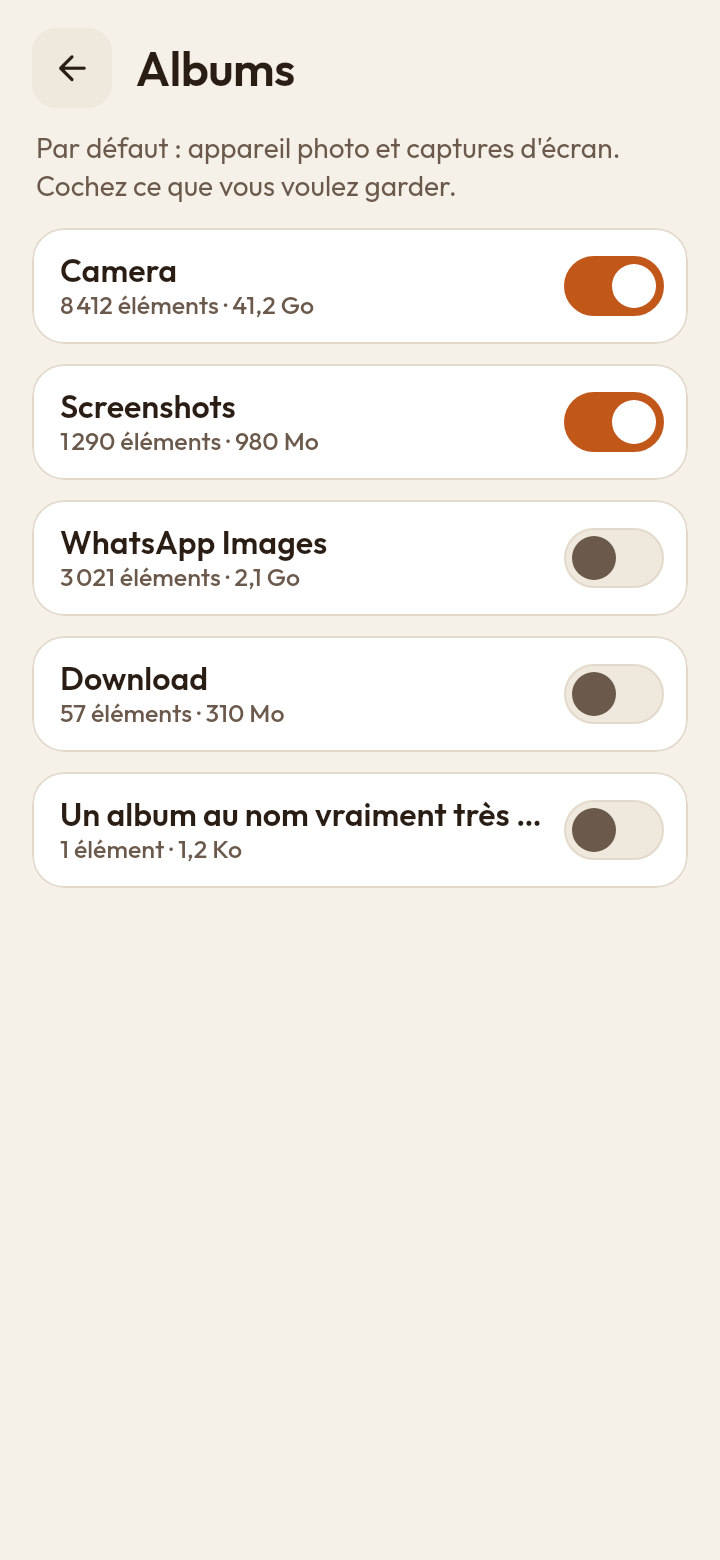 Albums
Par défaut : appareil photo et captures d'écran.
Cochez ce que vous voulez garder.
Camera
8 412 éléments · 41,2 Go
Screenshots
1 290 éléments · 980 Mo
WhatsApp Images
3 021 éléments · 2,1 Go
Download
57 éléments · 310 Mo
Un album au nom vraiment très ...
1 élément · 1,2 Ko